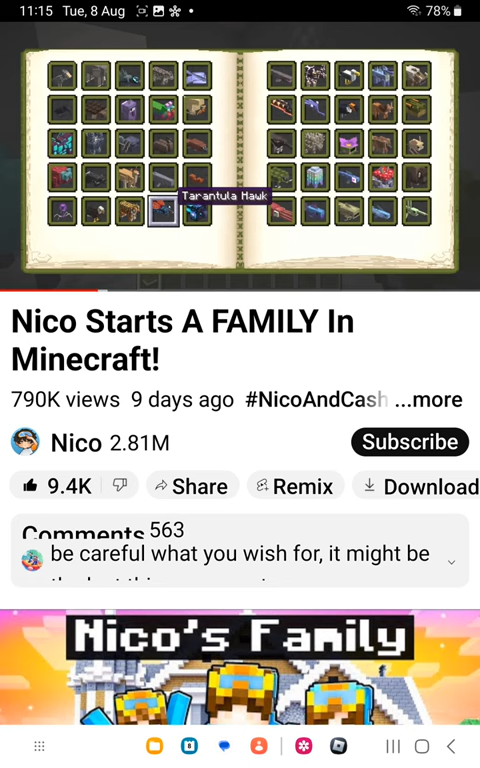 11:15 Tue, 8 Aug 78%
Tarantula Hawk
Nico Starts A FAMILY In
Minecraft!
790K views 9 days ago #NicoAndCash ...more
Nico 2.81M Subscribe
9.4K Share Remix Download
Comments 563
be careful what you wish for, it might be
Nico's Family